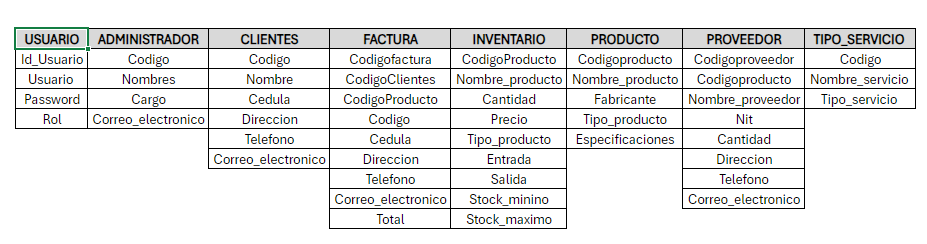 USUARIO ADMINISTRADOR CLIENTES FACTURA INVENTARIO PRODUCTO PROVEEDOR TIPO_SERVICIO
Id_Usuario Codigo Codigo Codigofactura CodigoProducto Codigoproducto Codigoproveedor Codigo
Usuario Nombres Nombre CodigoClientes Nombre_producto Nombre_producto Codigoproducto Nombre_servicio
Password Cargo Cedula CodigoProducto Cantidad Fabricante Nombre_proveedor Tipo_servicio
Rol Correo_electronico Direccion Codigo Precio Tipo_producto Nit
Telefono Cedula Tipo_producto Especificaciones Cantidad
Correo_electronico Direccion Entrada Direccion
Telefono Salida Telefono
Correo_electronico Stock_minino Correo_electronico
Total Stock_maximo